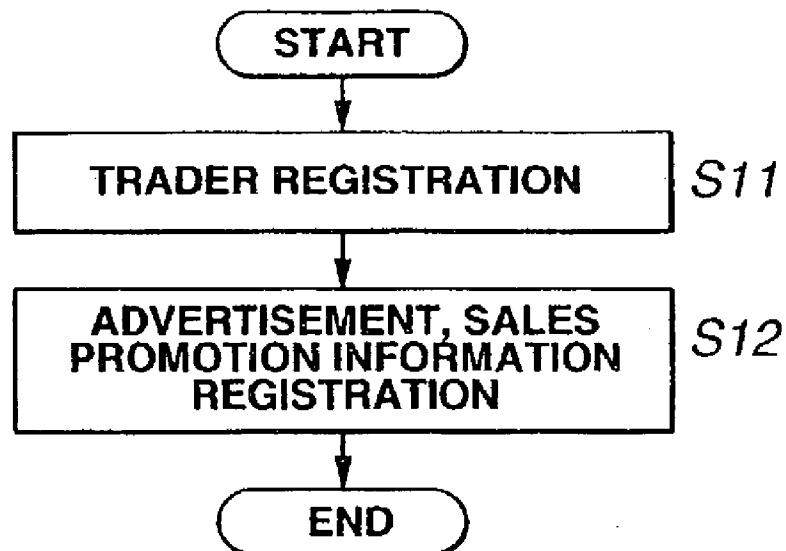 START
TRADER REGISTRATION
S11
ADVERTISEMENT, SALES
PROMOTION INFORMATION
REGISTRATION
S12
END